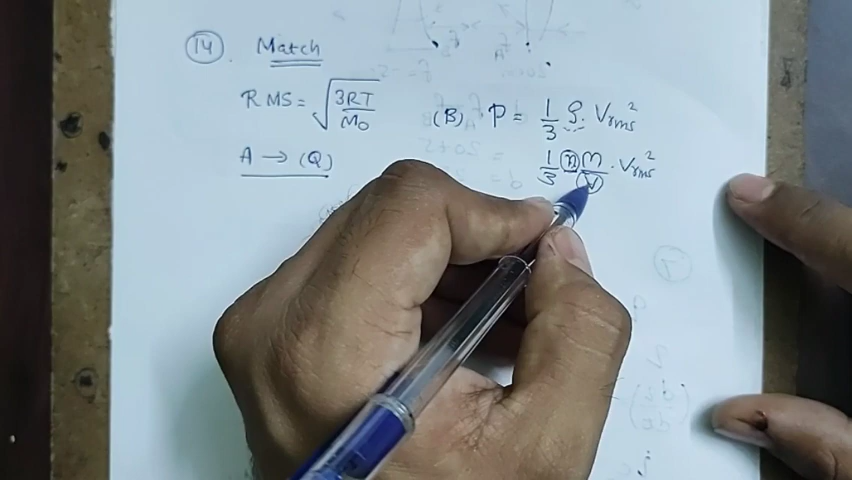 14. Match
RMS = √(3RT/M₀)
(B) P = 1/3 ρ. Vrms²
A → (Q)
1/3 n m/V . Vrms²